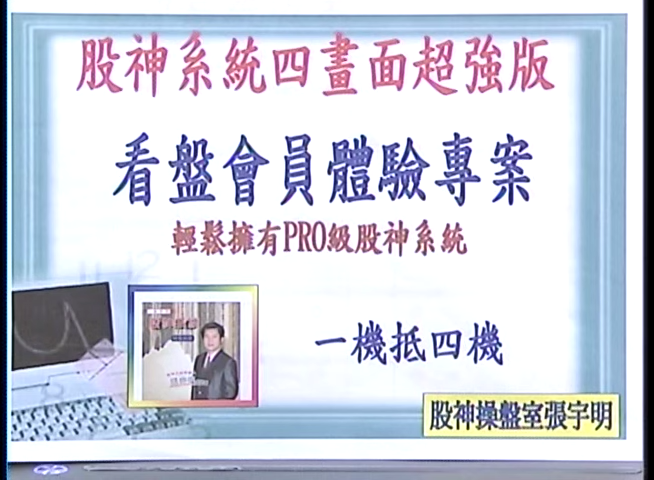 股神系統四畫面超強版
看盤會員體驗專案
輕鬆擁有PRO級股神系統
一機抵四機
股神操盤室張宇明